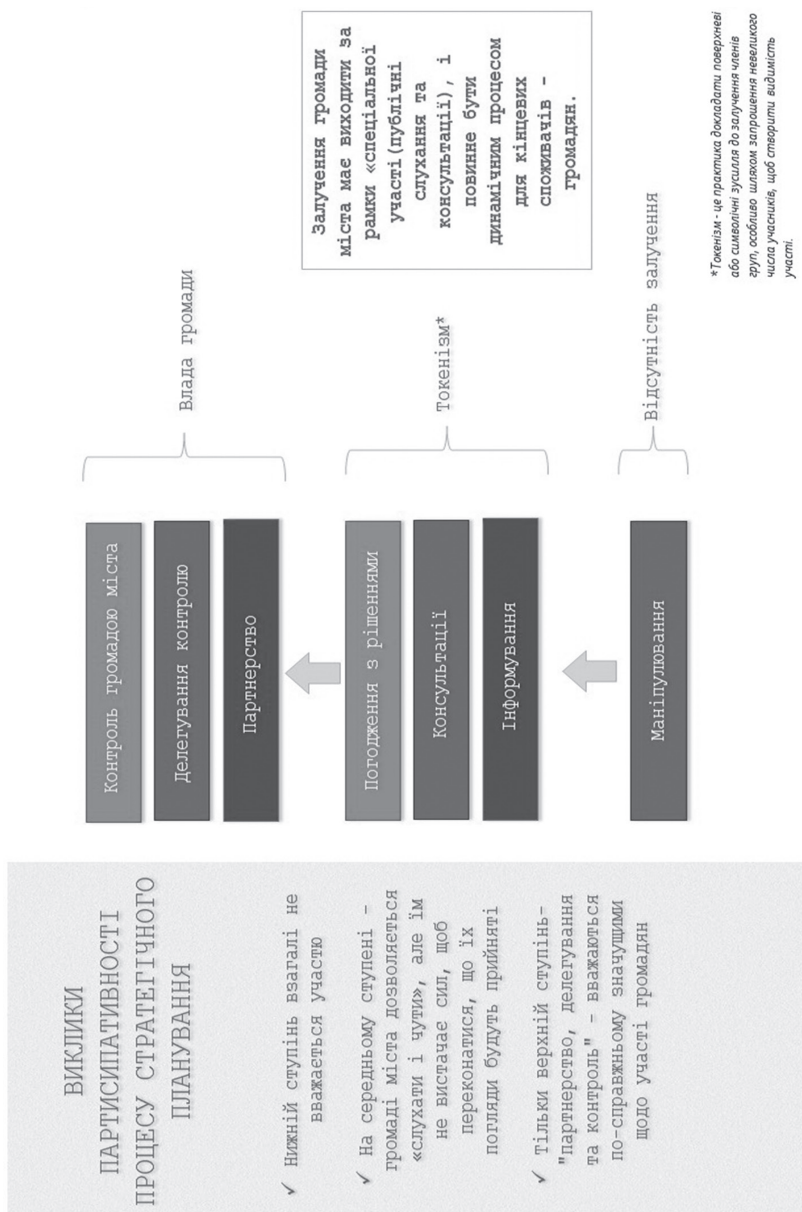 ВИКЛИКИ
ПАРТИСИПАТИВНОСТІ
ПРОЦЕСУ СТРАТЕГІЧНОГО
ПЛАНУВАННЯ
✓ Нижній ступінь взагалі не
вважається участю
✓ На середньому ступені –
громаді міста дозволяється
«слухати і чути», але їм
не вистачає сил, щоб
переконатися, що їх
погляди будуть прийняті
✓ Тільки верхній ступінь–
"партнерство, делегування
та контроль" – вважаються
по-справжньому значущими
щодо участі громадян
Контроль громадою міста
Делегування контролю
Партнерство
Влада громади
Погодження з рішеннями
Консультації
Інформування
Токенізм*
Маніпулювання
Відсутність залучення
Залучення громади
міста має виходити за
рамки «спеціальної
участі(публічні
слухання та
консультації), і
повинне бути
динамічним процесом
для кінцевих
споживачів –
громадян.
*Токенізм - це практика докладати поверхневі
або символічні зусилля до залучення членів
груп, особливо шляхом запрошення невеликого
числа учасників, щоб створити видимість
участі.